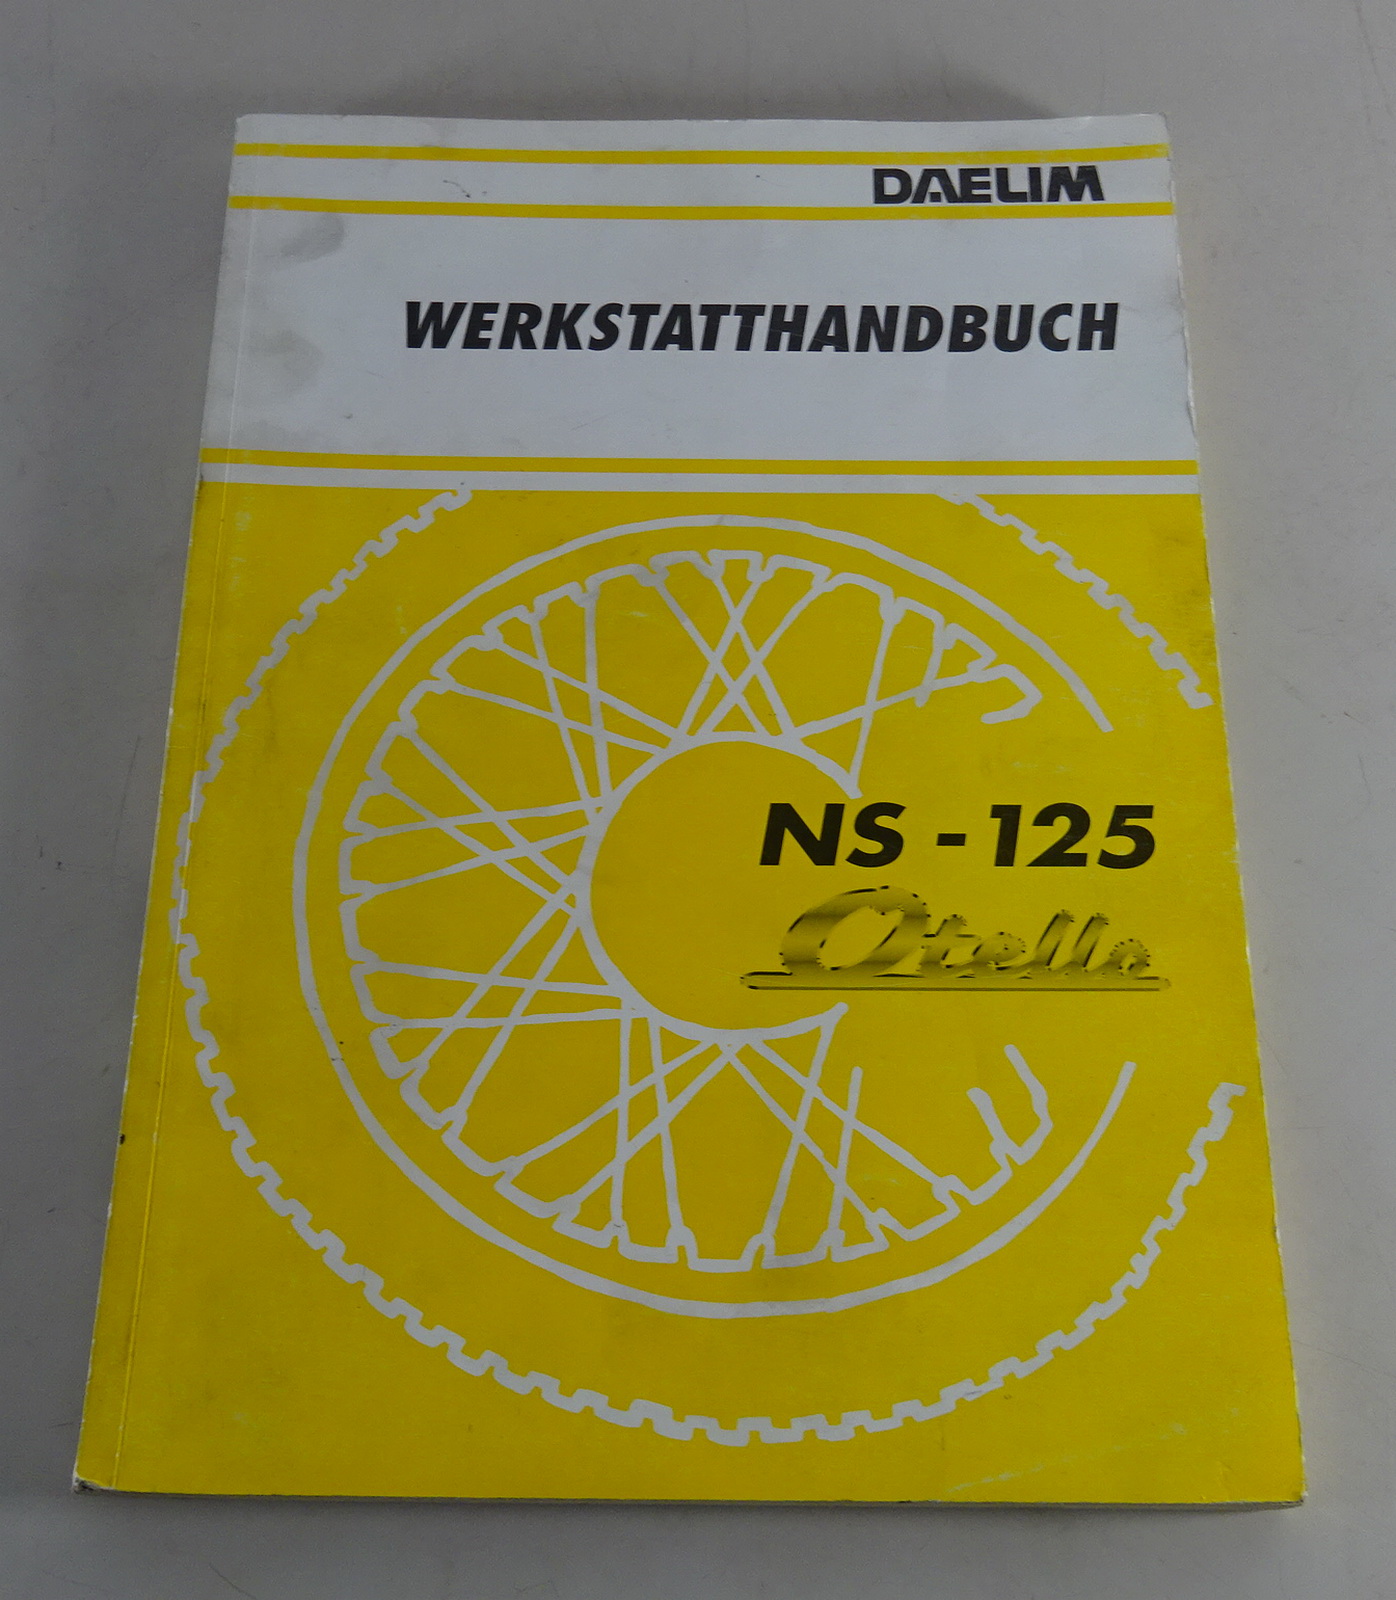 DAELIM
WERKSTATTHANDBUCH
NS - 125
Otello